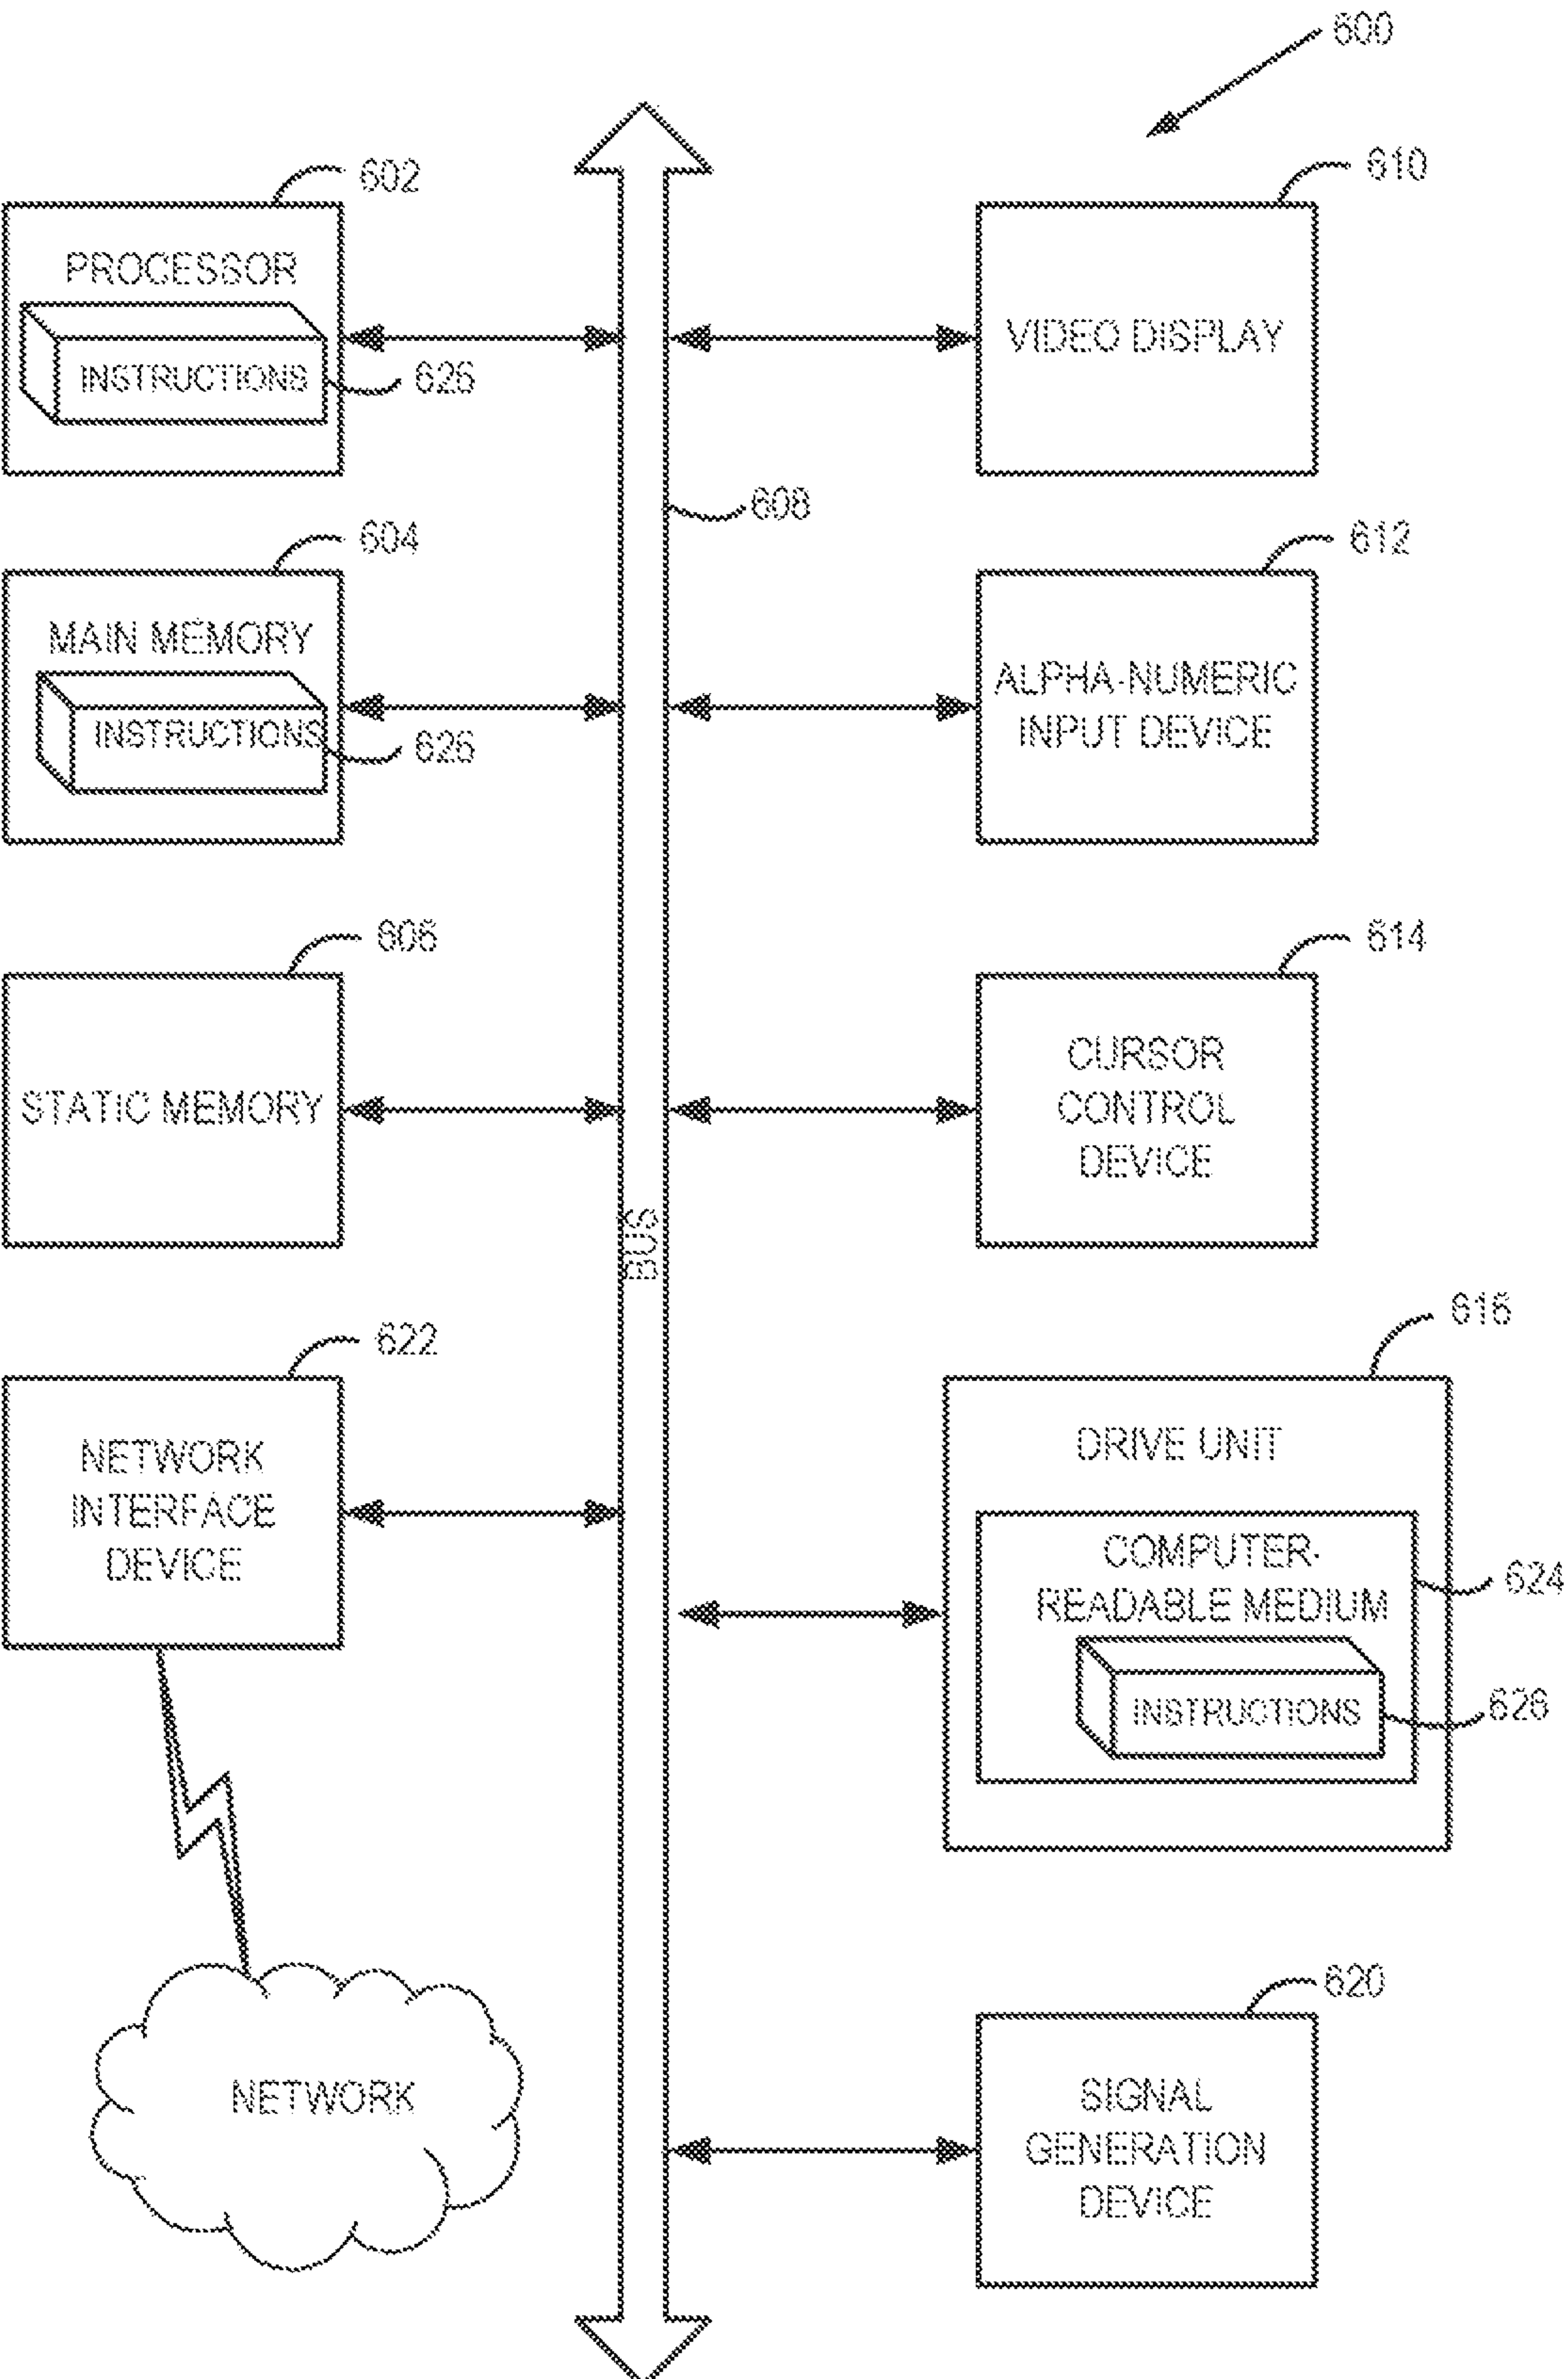 600
602
PROCESSOR
INSTRUCTIONS
626
610
VIDEO DISPLAY
608
604
MAIN MEMORY
INSTRUCTIONS
626
612
ALPHA-NUMERIC
INPUT DEVICE
606
STATIC MEMORY
614
CURSOR
CONTROL
DEVICE
BUS
622
NETWORK
INTERFACE
DEVICE
616
DRIVE UNIT
COMPUTER-
READABLE MEDIUM
624
INSTRUCTIONS
626
NETWORK
620
SIGNAL
GENERATION
DEVICE